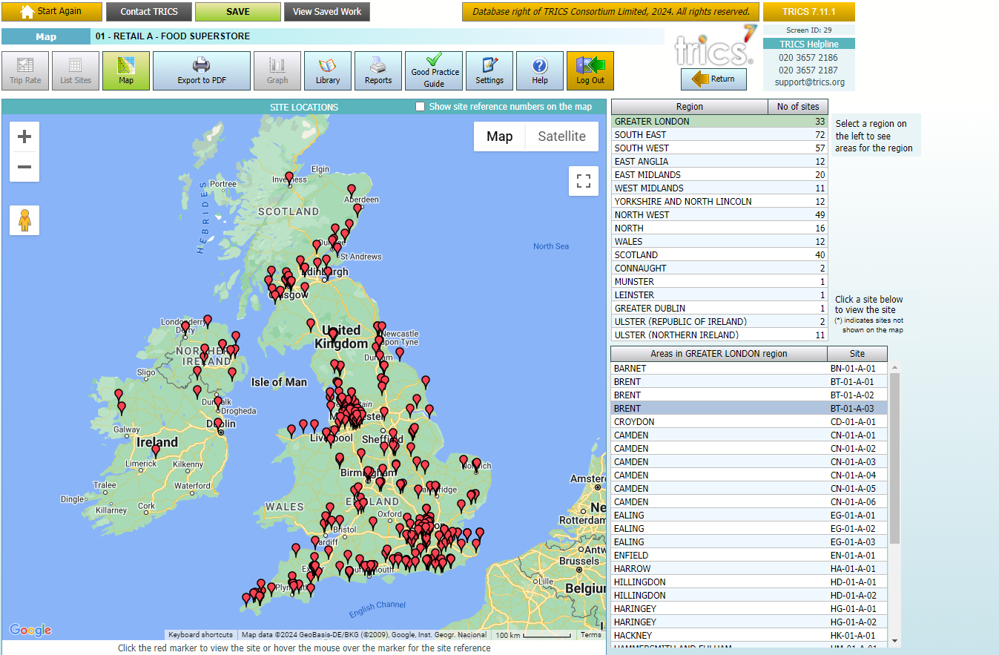 Start Again
Contact TRICS
SAVE
View Saved Work
Database right of TRICS Consortium Limited, 2024. All rights reserved.
TRICS 7.11.1
Screen ID: 29
Map
01 - RETAIL A - FOOD SUPERSTORE
trics 7®
TRICS Helpline
020 3657 2186
020 3657 2187
support@trics.org
Trip Rate
List Sites
Map
Export to PDF
Graph
Library
Reports
Good Practice
Guide
Settings
Help
Log Out
Return
SITE LOCATIONS
Show site reference numbers on the map
Map
Satellite
Elgin
Portree
Aberdeen
SCOTLAND
HEBRIDES
North Sea
St Andrews
Edinburgh
Glasgow
United
Kingdom
Newcastle
upon Tyne
Londonderry
Derry
NORTHERN
IRELAND
Durham
Sligo
Isle of Man
Dundalk
Drogheda
Manchester
Galway
Dublin
Liverpool
Sheffield
Ireland
Limerick
Kilkenny
Norwich
Birmingham
Tralee
Waterford
Cambridge
Dingle
Killarney
Cork
WALES
ENGLAND
Oxford
Bristol
Cardiff
Plymouth
English Channel
Amster
Ne
Rotterdam
Antw
Brussels
Lille
Belgiu
Google
Keyboard shortcuts
Map data ©2024 GeoBasis-DE/BKG (©2009), Google, Inst. Geogr. Nacional
100 km
Terms
Click the red marker to view the site or hover the mouse over the marker for the site reference
Region No of sites
GREATER LONDON 33
SOUTH EAST 72
SOUTH WEST 57
EAST ANGLIA 12
EAST MIDLANDS 20
WEST MIDLANDS 11
YORKSHIRE AND NORTH LINCOLN 12
NORTH WEST 49
NORTH 16
WALES 12
SCOTLAND 40
CONNAUGHT 2
MUNSTER 1
LEINSTER 1
GREATER DUBLIN 1
ULSTER (REPUBLIC OF IRELAND) 2
ULSTER (NORTHERN IRELAND) 11
Select a region on
the left to see
areas for the region
Click a site below
to view the site
(*) indicates sites not
shown on the map
Areas in GREATER LONDON region Site
BARNET BN-01-A-01
BRENT BT-01-A-01
BRENT BT-01-A-02
BRENT BT-01-A-03
CROYDON CD-01-A-01
CAMDEN CN-01-A-01
CAMDEN CN-01-A-02
CAMDEN CN-01-A-03
CAMDEN CN-01-A-04
CAMDEN CN-01-A-05
CAMDEN CN-01-A-06
EALING EG-01-A-01
EALING EG-01-A-02
EALING EG-01-A-03
ENFIELD EN-01-A-01
HARROW HA-01-A-01
HILLINGDON HD-01-A-01
HILLINGDON HD-01-A-02
HARINGEY HG-01-A-01
HARINGEY HG-01-A-02
HACKNEY HK-01-A-01
HAMMERSMITH AND FULHAM HM-01-A-01